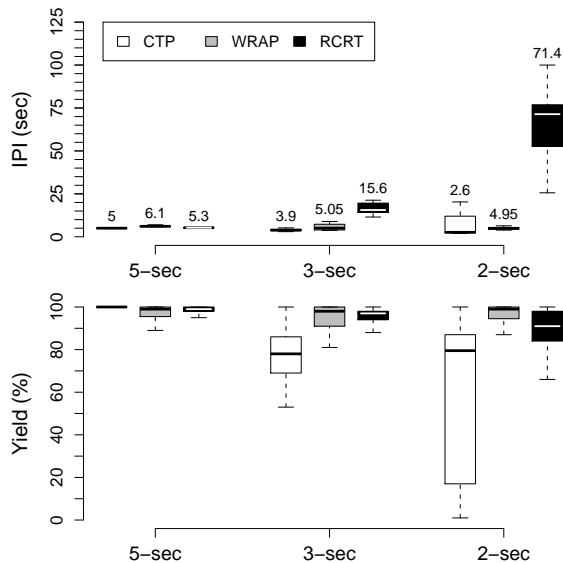 125
CTP WRAP RCRT
71.4
100
IPI (sec)
75
50
25
15.6
5 6.1 5.3
3.9 5.05
2.6 4.95
0
5−sec 3−sec 2−sec
100
80
Yield (%)
60
40
20
0
5−sec 3−sec 2−sec